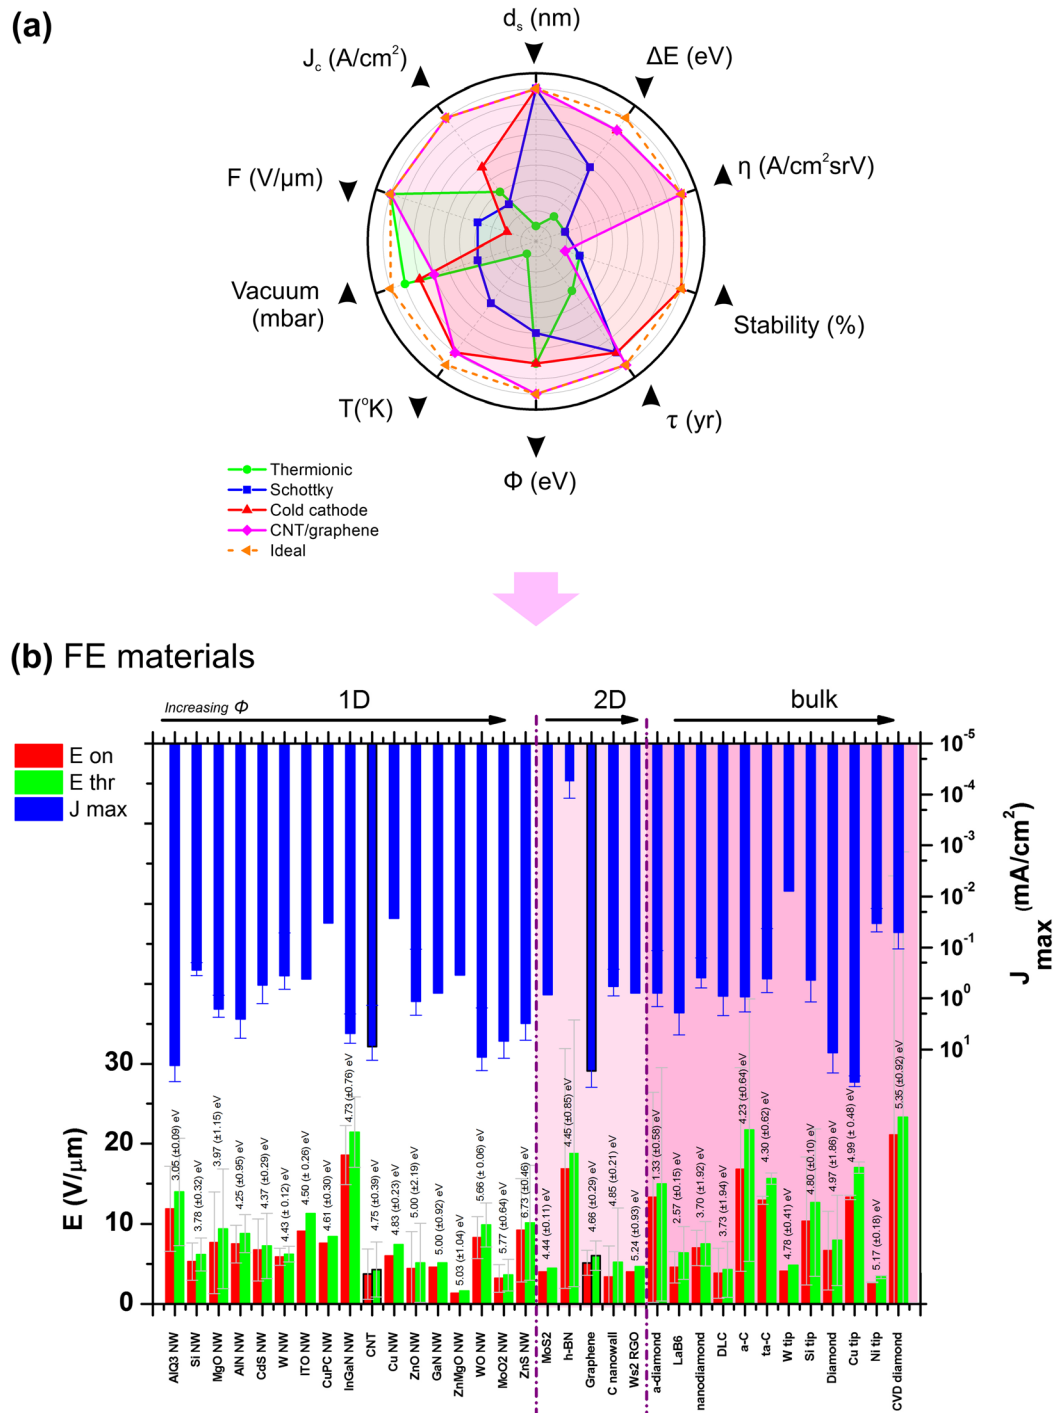 (a)
d_s (nm)
J_c (A/cm²)
ΔE (eV)
F (V/μm)
η (A/cm²srV)
Vacuum
(mbar)
Stability (%)
T(°K)
τ (yr)
Φ (eV)
Thermionic
Schottky
Cold cathode
CNT/graphene
Ideal
(b) FE materials
Increasing Φ
1D
2D
bulk
E on
E thr
J max
10⁻⁵
10⁻⁴
10⁻³
10⁻²
10⁻¹
10⁰
10¹
J max (mA/cm²)
30
20
10
0
E (V/μm)
3.05 (±0.09) eV
3.78 (±0.32) eV
3.97 (±1.15) eV
4.25 (±0.95) eV
4.37 (±0.29) eV
4.43 (± 0.12) eV
4.50 (± 0.26) eV
4.61 (±0.30) eV
4.73 (±0.76) eV
4.75 (±0.39) eV
4.83 (±0.23) eV
5.00 (±2.19) eV
5.00 (±0.92) eV
5.03 (±1.04) eV
5.66 (± 0.06) eV
5.77 (±0.64) eV
6.73 (±0.46) eV
4.44 (±0.11) eV
4.45 (±0.85) eV
4.66 (±0.29) eV
4.85 (±0.21) eV
5.24 (±0.93) eV
1.33 (±0.58) eV
2.57 (±0.15) eV
3.70 (±1.92) eV
3.73 (±1.94) eV
4.23 (±0.64) eV
4.30 (±0.62) eV
4.78 (±0.41) eV
4.80 (±0.10) eV
4.97 (±1.86) eV
4.99 (± 0.48) eV
5.17 (±0.18) eV
5.35 (±0.92) eV
AlQ3 NW
Si NW
MgO NW
AlN NW
CdS NW
W NW
ITO NW
CuPC NW
InGaN NW
CNT
Cu NW
ZnO NW
GaN NW
ZnMgO NW
WO NW
MoO2 NW
ZnS NW
MoS2
h-BN
Graphene
C nanowall
Ws2 RGO
a-diamond
LaB6
nanodiamond
DLC
a-C
ta-C
W tip
Si tip
Diamond
Cu tip
Ni tip
CVD diamond